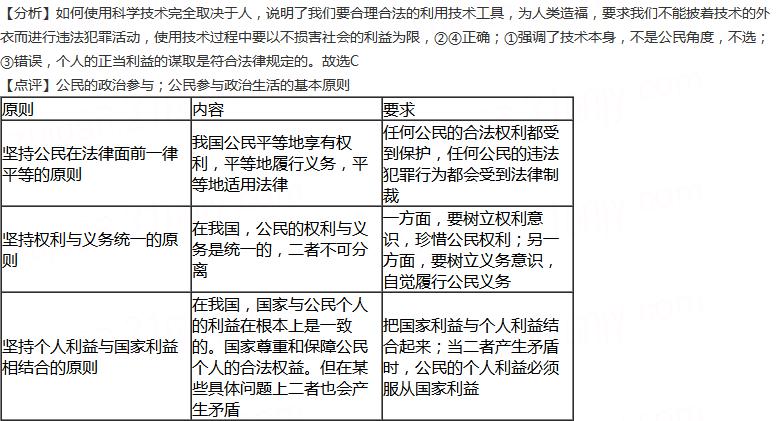 【分析】如何使用科学技术完全取决于人，说明了我们要合理合法的利用技术工具，为人类造福，要求我们不能披着技术的外
衣而进行违法犯罪活动，使用技术过程中要以不损害社会的利益为限，②④正确；①强调了技术本身，不是公民角度，不选；
③错误，个人的正当利益的谋取是符合法律规定的。故选C
【点评】公民的政治参与；公民参与政治生活的基本原则
原则 内容 要求
坚持公民在法律面前一律
平等的原则
我国公民平等地享有权
利，平等地履行义务，平
等地适用法律
任何公民的合法权利都受
到保护，任何公民的违法
犯罪行为都会受到法律制
裁
坚持权利与义务统一的原
则
在我国，公民的权利与义
务是统一的，二者不可分
离
一方面，要树立权利意
识，珍惜公民权利；另一
方面，要树立义务意识，
自觉履行公民义务
坚持个人利益与国家利益
相结合的原则
在我国，国家与公民个人
的利益在根本上是一致
的。国家尊重和保障公民
个人的合法权益。但在某
些具体问题上二者也会产
生矛盾
把国家利益与个人利益结
合起来；当二者产生矛盾
时，公民的个人利益必须
服从国家利益